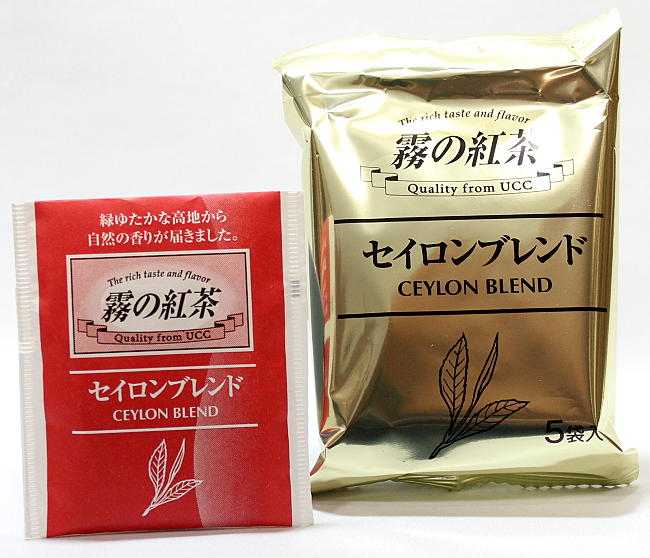 緑ゆたかな高地から
自然の香りが届きました。
The rich taste and flavor
霧の紅茶
Quality from UCC
セイロンブレンド
CEYLON BLEND
The rich taste and flavor
霧の紅茶
Quality from UCC
セイロンブレンド
CEYLON BLEND
5袋入